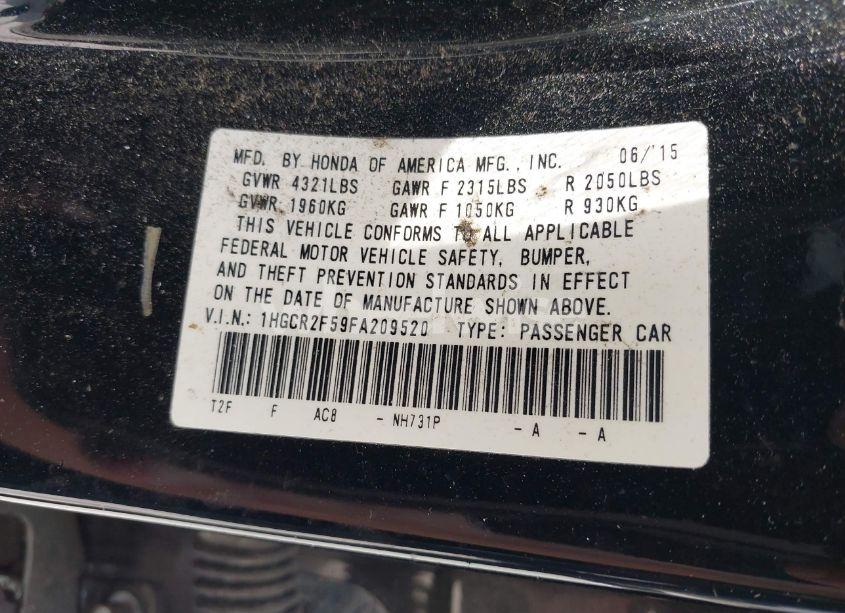 MFD. BY HONDA OF AMERICA MFG., INC. 06/'15
GVWR 4321LBS GAWR F 2315LBS R 2050LBS
GVWR 1960KG GAWR F 1050KG R 930KG
THIS VEHICLE CONFORMS TO ALL APPLICABLE
FEDERAL MOTOR VEHICLE SAFETY, BUMPER,
AND THEFT PREVENTION STANDARDS IN EFFECT
ON THE DATE OF MANUFACTURE SHOWN ABOVE.
V.I.N.: 1HGCR2F59FA209520 TYPE: PASSENGER CAR
T2F F AC8 - NH731P - A - A